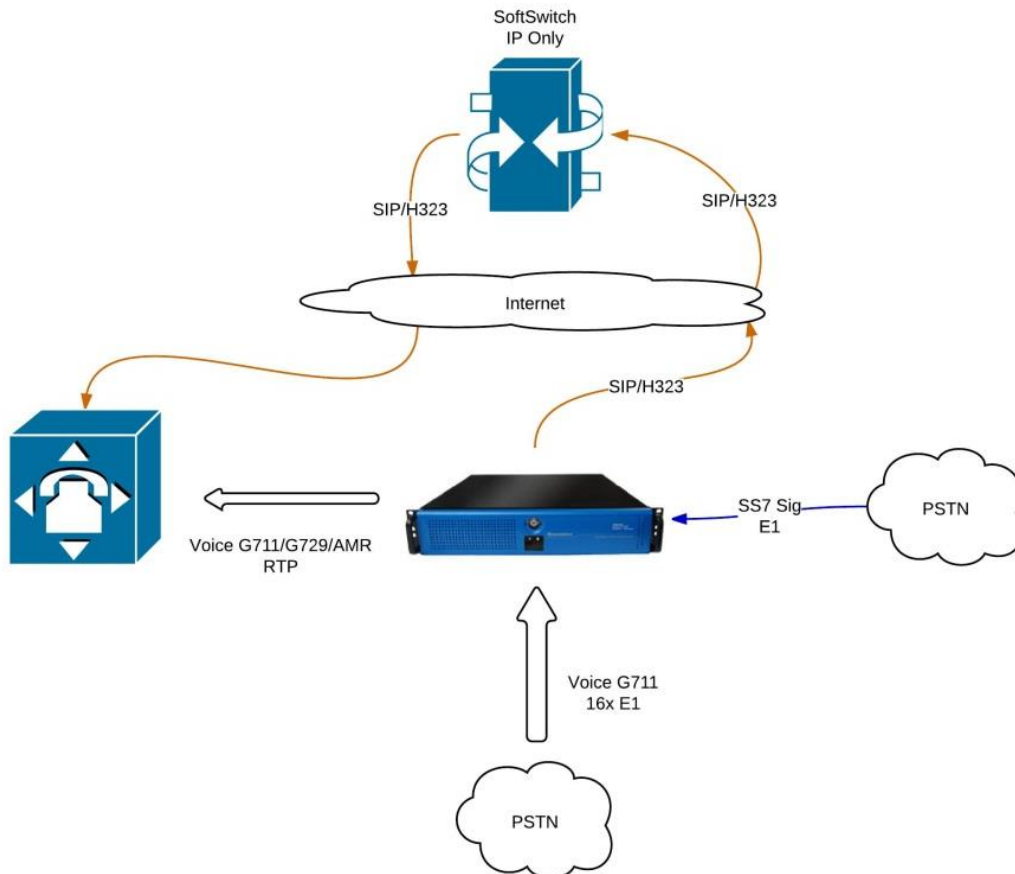 SoftSwitch
IP Only
SIP/H323
SIP/H323
Internet
SIP/H323
SS7 Sig
E1
PSTN
Voice G711/G729/AMR
RTP
Voice G711
16x E1
PSTN